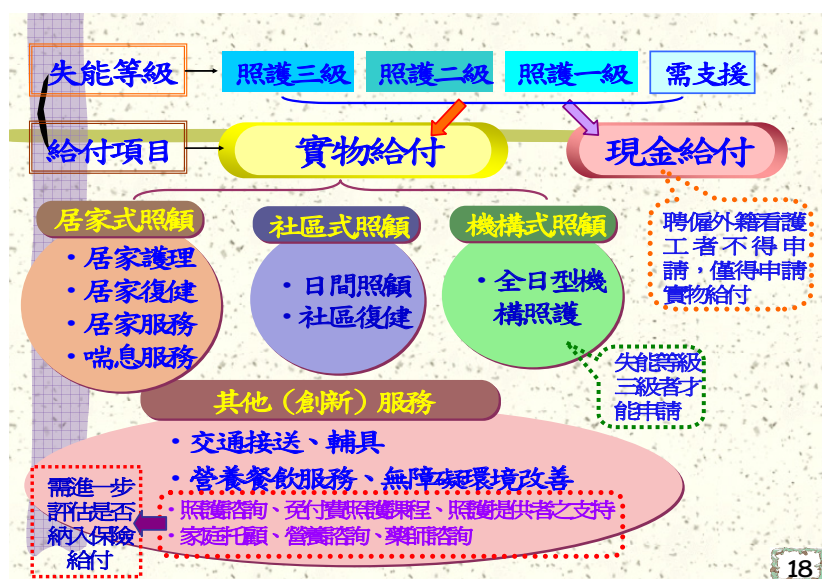 失能等級
照護三級
照護二級
照護一級
需支援
給付項目
實物給付
現金給付
居家式照顧
社區式照顧
機構式照顧
聘僱外籍看護
工者不得申
請，僅得申請
實物給付
・居家護理
・居家復健
・居家服務
・喘息服務
・日間照顧
・社區復健
・全日型機
構照護
失能等級
三級者才
能申請
其他（創新）服務
・交通接送、輔具
・營養餐飲服務、無障礙環境改善
・照護諮詢、免付費照護課程、照護提供者之支持
・家庭托顧、營養諮詢、藥師諮詢
需進一步
評估是否
納入保險
給付
18